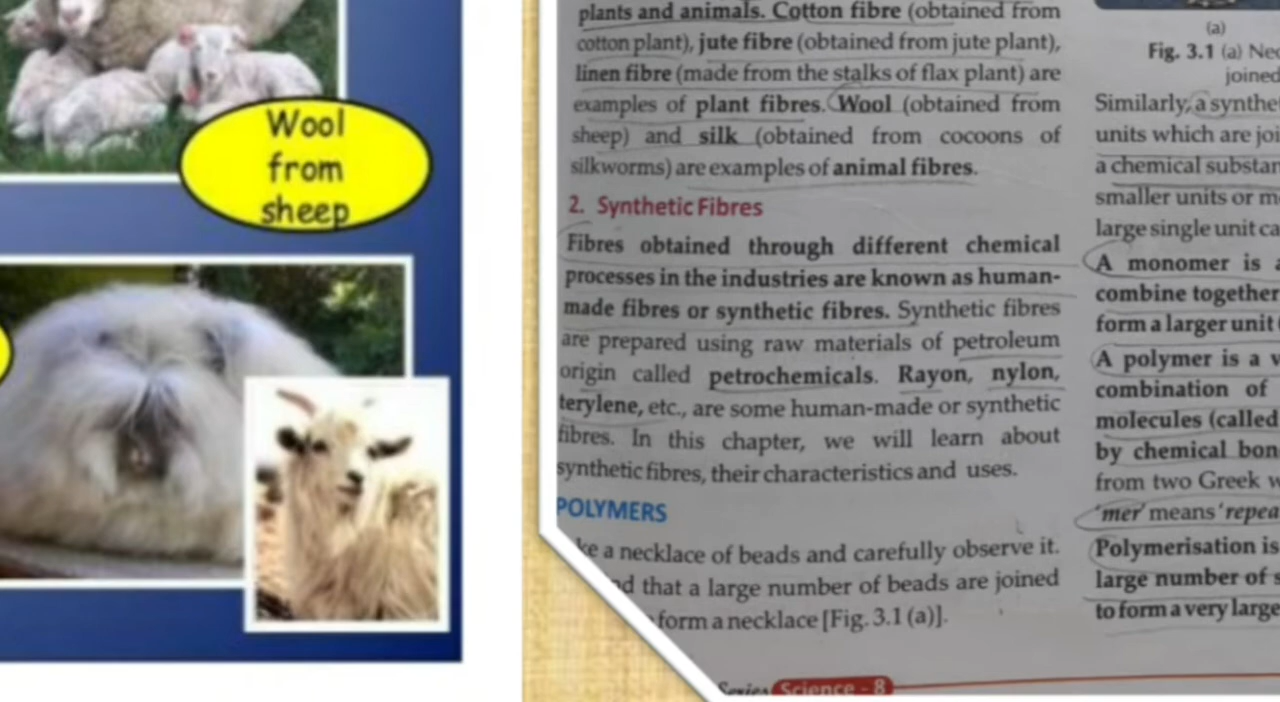 Wool
from
sheep
plants and animals. Cotton fibre (obtained from
cotton plant), jute fibre (obtained from jute plant),
linen fibre (made from the stalks of flax plant) are
examples of plant fibres. Wool (obtained from
sheep) and silk (obtained from cocoons of
silkworms) are examples of animal fibres.
2. Synthetic Fibres
Fibres obtained through different chemical
processes in the industries are known as human-
made fibres or synthetic fibres. Synthetic fibres
are prepared using raw materials of petroleum
origin called petrochemicals. Rayon, nylon,
terylene, etc., are some human-made or synthetic
fibres. In this chapter, we will learn about
synthetic fibres, their characteristics and uses.
POLYMERS
a necklace of beads and carefully observe it.
that a large number of beads are joined
form a necklace [Fig. 3.1 (a)].
Series Science - 8
(a)
Fig. 3.1 (a)
joined
Similarly, a
units which are
a chemical
smaller units or
large single unit
A monomer is
combine together
form a larger unit
A polymer is a
combination of
molecules (called
by chemical
from two Greek
'mer' means
Polymerisation is
large number of
to form a very large